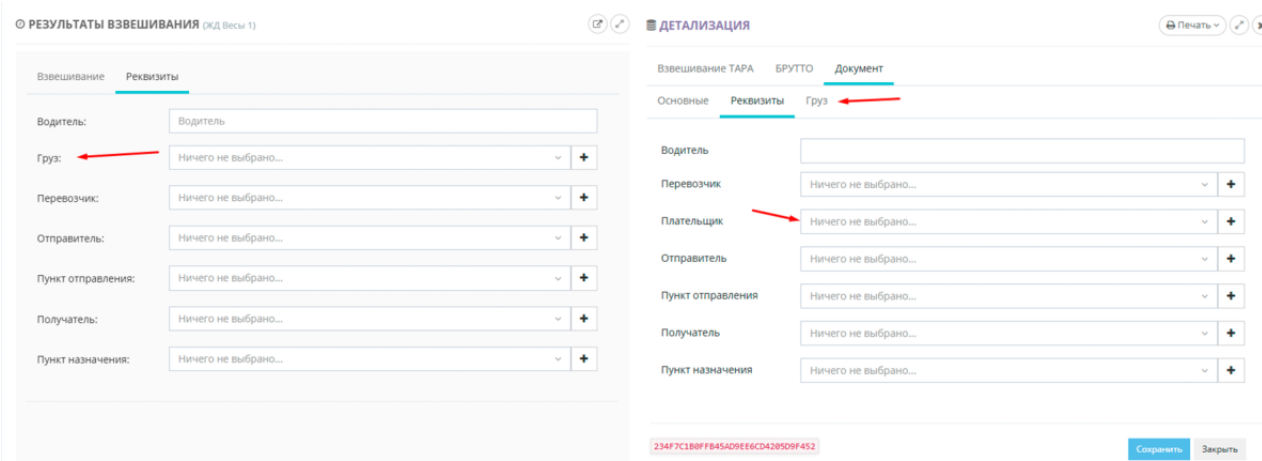 РЕЗУЛЬТАТЫ ВЗВЕШИВАНИЯ (ЖД Весы 1)
Взвешивание Реквизиты
Водитель: Водитель
Груз: Ничего не выбрано...
Перевозчик: Ничего не выбрано...
Отправитель: Ничего не выбрано...
Пункт отправления: Ничего не выбрано...
Получатель: Ничего не выбрано...
Пункт назначения: Ничего не выбрано...
ДЕТАЛИЗАЦИЯ Печать
Взвешивание ТАРА БРУТТО Документ
Основные Реквизиты Груз
Водитель
Перевозчик Ничего не выбрано...
Плательщик Ничего не выбрано...
Отправитель Ничего не выбрано...
Пункт отправления Ничего не выбрано...
Получатель Ничего не выбрано...
Пункт назначения Ничего не выбрано...
234F7C1B0FFB45AD9EE6CD4205D9F452 Сохранить Закрыть